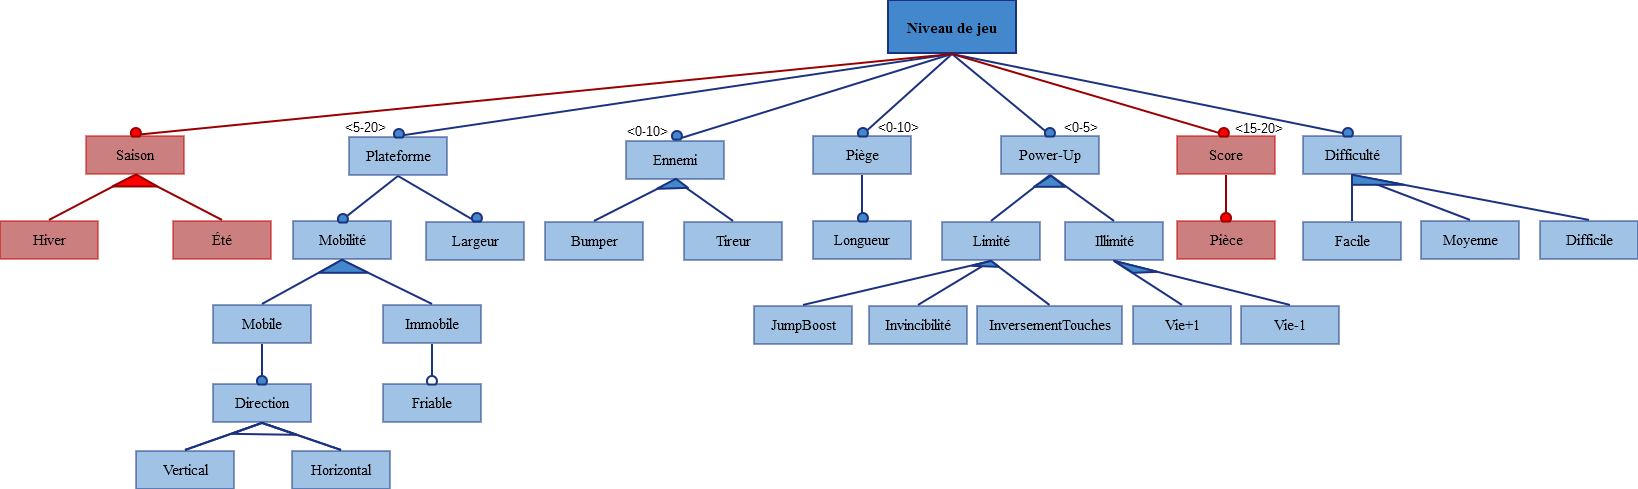 Niveau de jeu
<5-20>
<0-10>
<0-10>
<0-5>
<15-20>
Saison
Plateforme
Ennemi
Piège
Power-Up
Score
Difficulté
Hiver
Été
Mobilité
Largeur
Bumper
Tireur
Longueur
Limité
Illimité
Pièce
Facile
Moyenne
Difficile
Mobile
Immobile
JumpBoost
Invincibilité
InversementTouches
Vie+1
Vie-1
Direction
Friable
Vertical
Horizontal